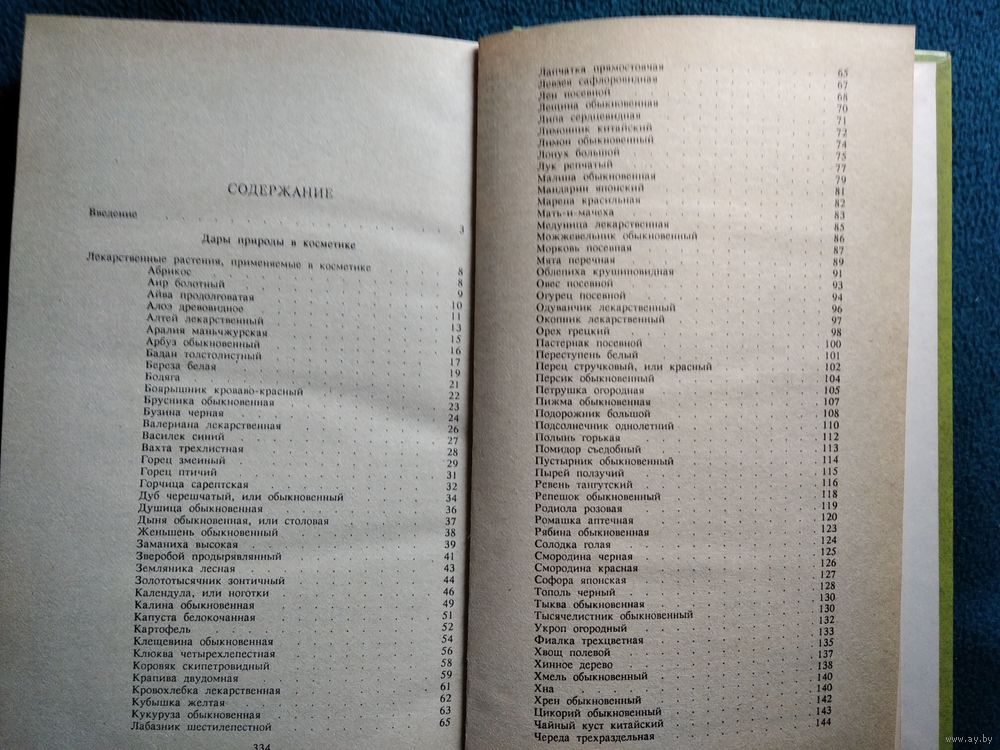 СОДЕРЖАНИЕ
Введение 3
Дары природы в косметике
Лекарственные растения, применяемые в косметике 8
Абрикос 8
Аир болотный 9
Айва продолговатая 10
Алоэ древовидное 11
Алтей лекарственный 13
Аралия маньчжурская 15
Арбуз обыкновенный 16
Бадан толстолистный 17
Береза белая 19
Бодяга 21
Боярышник кроваво-красный 22
Брусника обыкновенная 23
Бузина черная 24
Валериана лекарственная 26
Василек синий 27
Вахта трехлистная 28
Горец змеиный 29
Горец птичий 31
Горчица сарептская 32
Дуб черешчатый, или обыкновенный 34
Душица обыкновенная 36
Дыня обыкновенная, или столовая 37
Женьшень обыкновенный 38
Заманиха высокая 39
Зверобой продырявлянный 41
Земляника лесная 43
Золототысячник зонтичный 44
Календула, или ноготки 46
Калина обыкновенная 49
Капуста белокочанная 51
Картофель 52
Клещевина обыкновенная 54
Клюква четырехлепестная 56
Коровяк скипетровидный 58
Крапива двудомная 59
Кровохлебка лекарственная 61
Кубышка желтая 62
Кукуруза обыкновенная 63
Лабазник шестилепестной 65
334
Лапчатка прямостоячая 65
Левзея сафлоровидная 67
Лен посевной 68
Лещина обыкновенная 70
Липа сердцевидная 71
Лимонник китайский 72
Лимон обыкновенный 74
Лопух большой 75
Лук репчатый 77
Малина обыкновенная 79
Мандарин японский 81
Марена красильная 82
Мать-и-мачеха 83
Медуница лекарственная 85
Можжевельник обыкновенный 86
Морковь посевная 87
Мята перечная 89
Облепиха крушиновидная 91
Овес посевной 93
Огурец посевной 94
Одуванчик лекарственный 96
Окопник лекарственный 97
Орех грецкий 98
Пастернак посевной 100
Переступень белый 101
Перец стручковый, или красный 102
Персик обыкновенный 104
Петрушка огородная 105
Пижма обыкновенная 107
Подорожник большой 108
Подсолнечник однолетний 110
Полынь горькая 112
Помидор съедобный 113
Пустырник обыкновенный 114
Пырей ползучий 115
Ревень тангутский 116
Репешок обыкновенный 118
Родиола розовая 119
Ромашка аптечная 120
Рябина обыкновенная 123
Солодка голая 124
Смородина черная 125
Смородина красная 126
Софора японская 127
Тополь черный 128
Тыква обыкновенная 130
Тысячелистник обыкновенный 130
Укроп огородный 132
Фиалка трехцветная 133
Хвощ полевой 135
Хинное дерево 137
Хмель обыкновенный 138
Хна 140
Хрен обыкновенный 140
Цикорий обыкновенный 142
Чайный куст китайский 143
Череда трехраздельная 144
www.ay.by